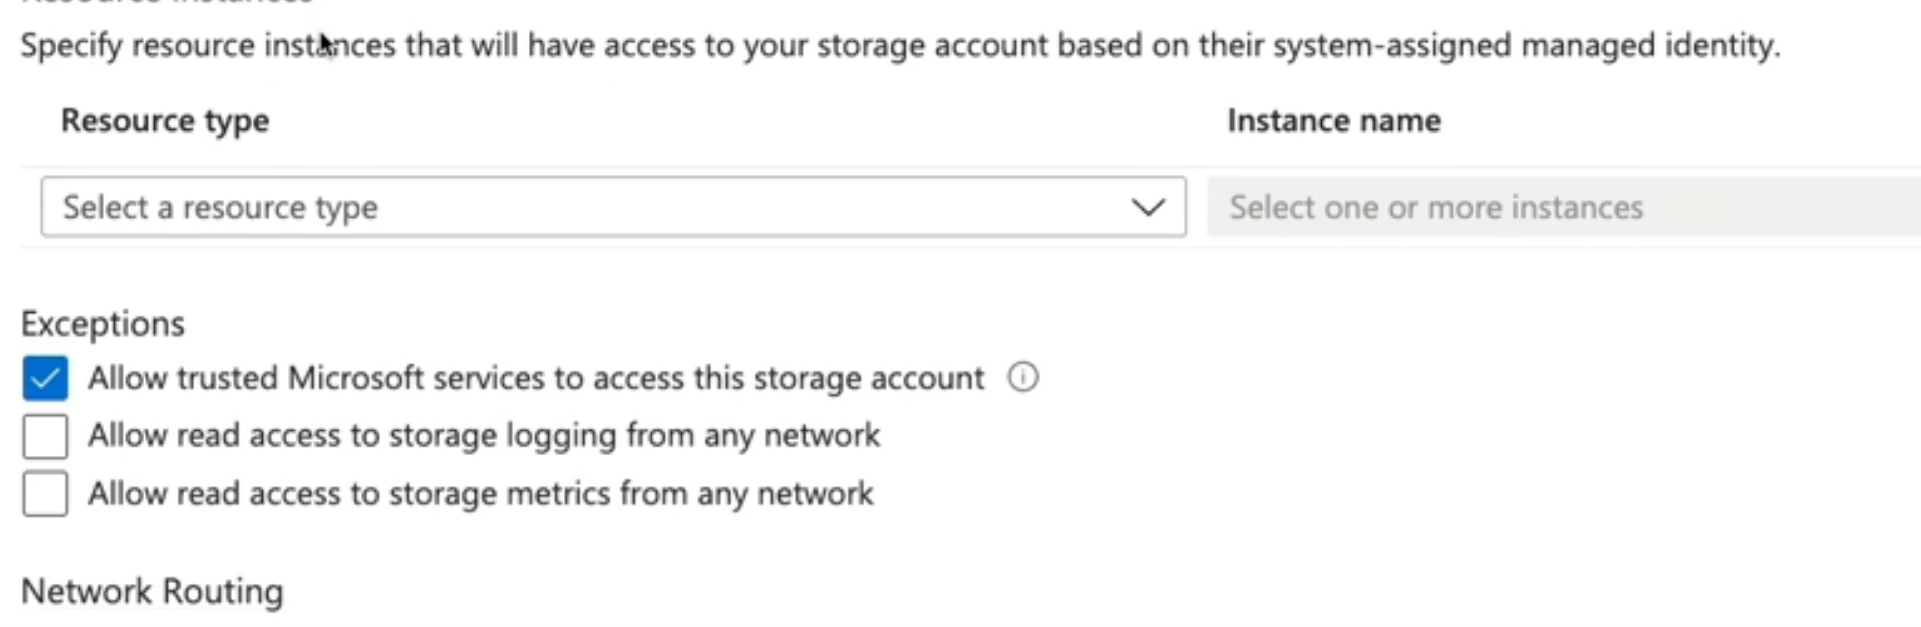 Resource instances
Specify resource instances that will have access to your storage account based on their system-assigned managed identity.
Resource type
Instance name
Select a resource type
Select one or more instances
Exceptions
Allow trusted Microsoft services to access this storage account
Allow read access to storage logging from any network
Allow read access to storage metrics from any network
Network Routing